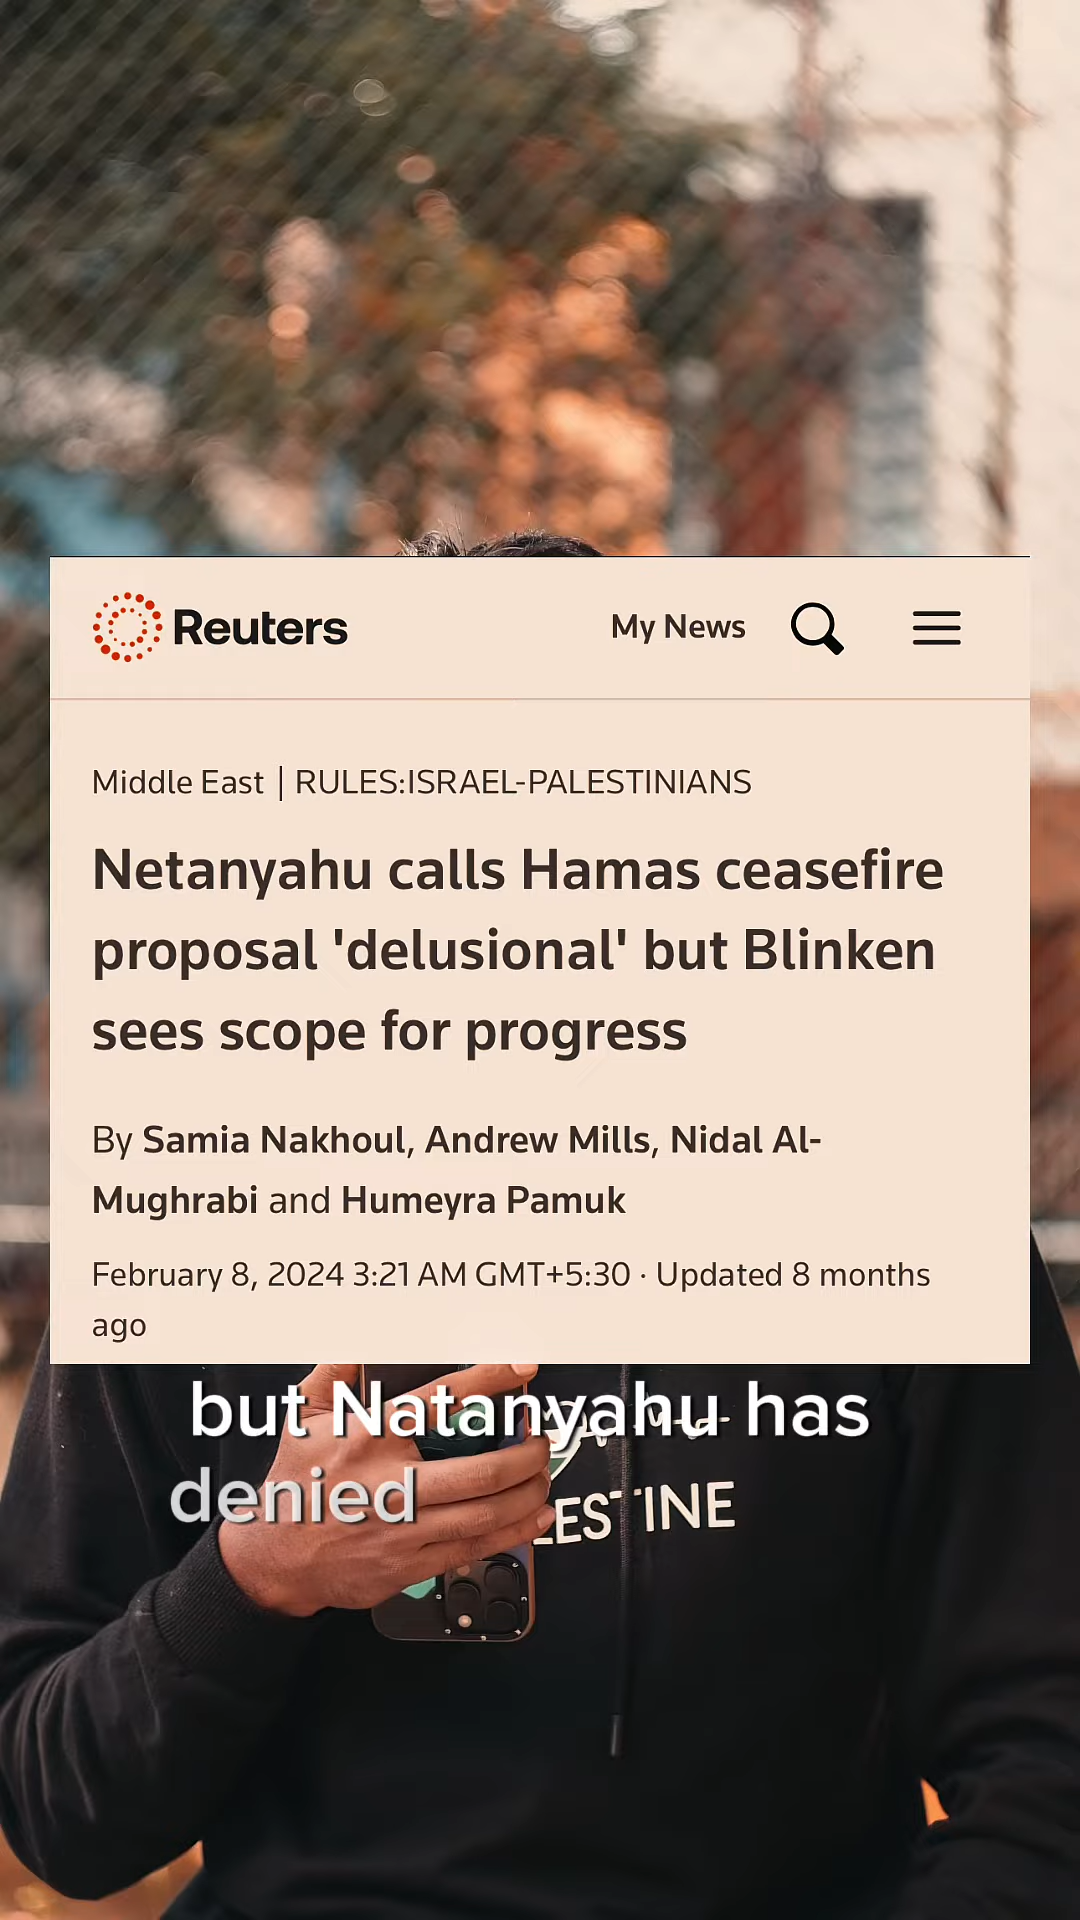 Reuters
My News
Middle East | RULES:ISRAEL-PALESTINIANS
Netanyahu calls Hamas ceasefire
proposal 'delusional' but Blinken
sees scope for progress
By Samia Nakhoul, Andrew Mills, Nidal Al-
Mughrabi and Humeyra Pamuk
February 8, 2024 3:21 AM GMT+5:30 · Updated 8 months
ago
but Natanyahu has
denied